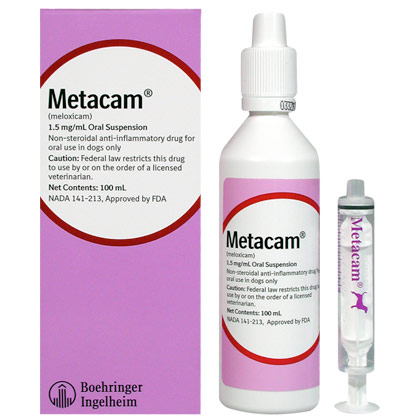 Metacam®
(meloxicam)
1.5 mg/mL Oral Suspension
Non-steroidal anti-inflammatory drug for
oral use in dogs only
Caution: Federal law restricts this drug
to use by or on the order of a licensed
veterinarian.
Net Contents: 100 mL
NADA 141-213, Approved by FDA
Boehringer
Ingelheim
Metacam®
(meloxicam)
1.5 mg/mL Oral Suspension
Non-steroidal anti-inflammatory drug for
oral use in dogs only
Caution: Federal law restricts this drug to
use by or on the order of a licensed
veterinarian.
Net Contents: 100 mL
NADA 141-213, Approved by FDA
Metacam®